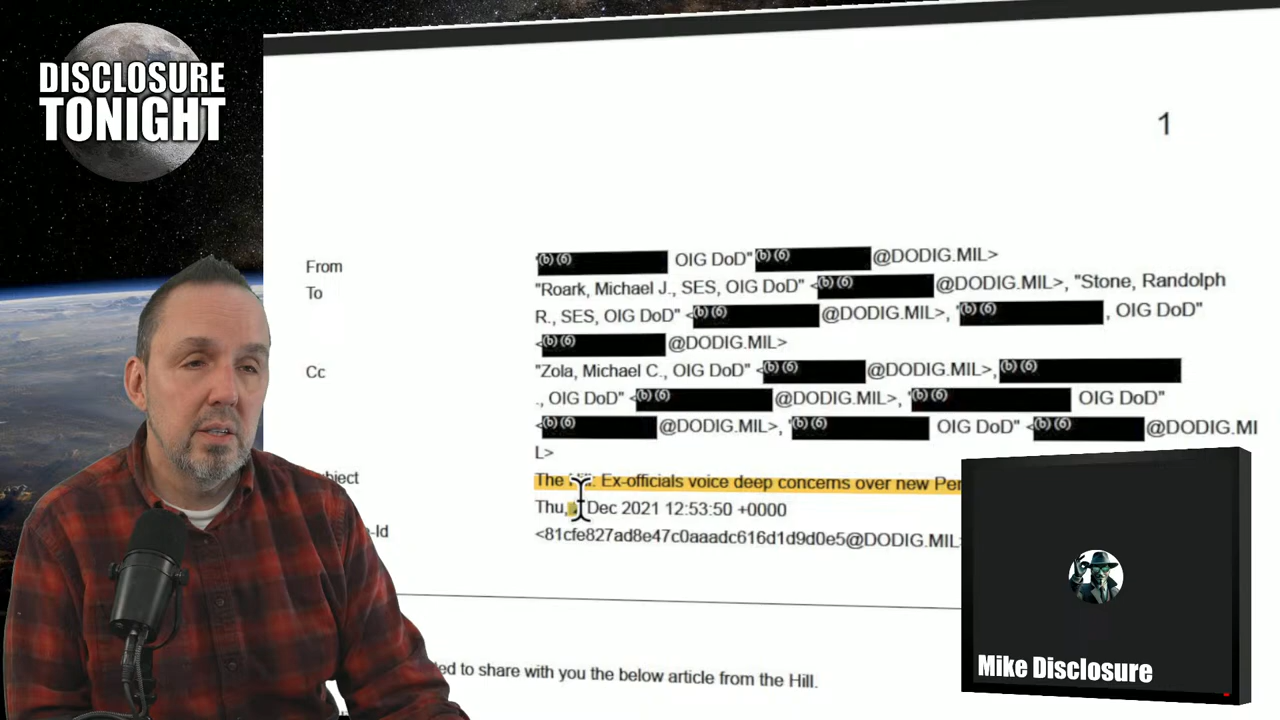 DISCLOSURE
TONIGHT
1
From
(b)(6) OIG DoD" (b)(6) @DODIG.MIL>
To
"Roark, Michael J., SES, OIG DoD" <(b)(6) @DODIG.MIL>, "Stone, Randolph
R., SES, OIG DoD" <(b)(6) @DODIG.MIL>, "(b)(6) , OIG DoD"
<(b)(6) @DODIG.MIL>
Cc
"Zola, Michael C., OIG DoD" <(b)(6) @DODIG.MIL>, (b)(6)
., OIG DoD" <(b)(6) @DODIG.MIL>, "(b)(6) OIG DoD"
<(b)(6) @DODIG.MIL>, "(b)(6) OIG DoD" <(b)(6) @DODIG.MI
L>
The Ex-officials voice deep concerns over new
Thu, Dec 2021 12:53:50 +0000
-Id
<81cfe827ad8e47c0aaadc616d1d9d0e5@DODIG.MIL
to share with you the below article from the Hill.
Mike Disclosure